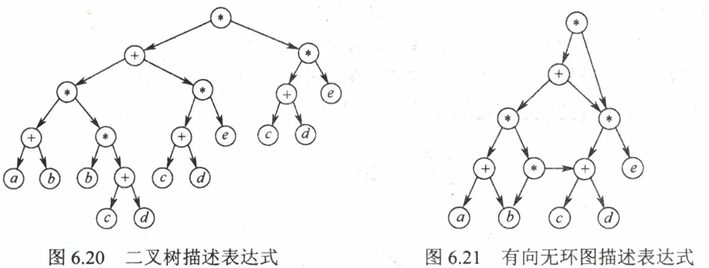 *
+ *
* * + e
+ * + e c d
a b b + c d
c d
图 6.20 二叉树描述表达式
*
+
* *
+ * + e
a b c d
图 6.21 有向无环图描述表达式